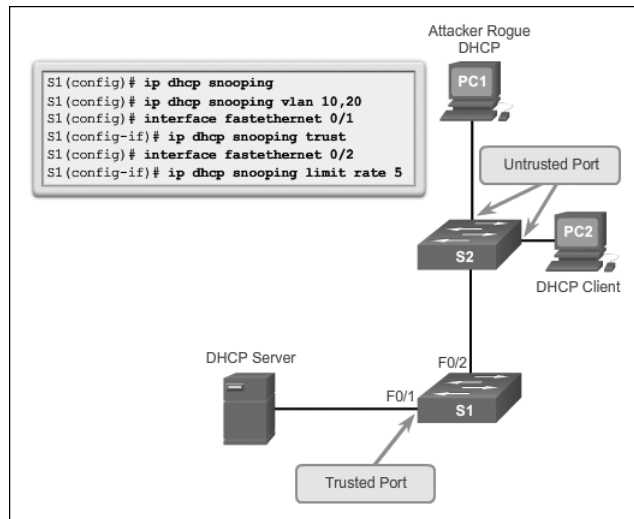 Attacker Rogue
DHCP
PC1
S1(config)# ip dhcp snooping
S1(config)# ip dhcp snooping vlan 10,20
S1(config)# interface fastethernet 0/1
S1(config-if)# ip dhcp snooping trust
S1(config)# interface fastethernet 0/2
S1(config-if)# ip dhcp snooping limit rate 5
Untrusted Port
PC2
S2
DHCP Client
DHCP Server
F0/2
F0/1
S1
Trusted Port